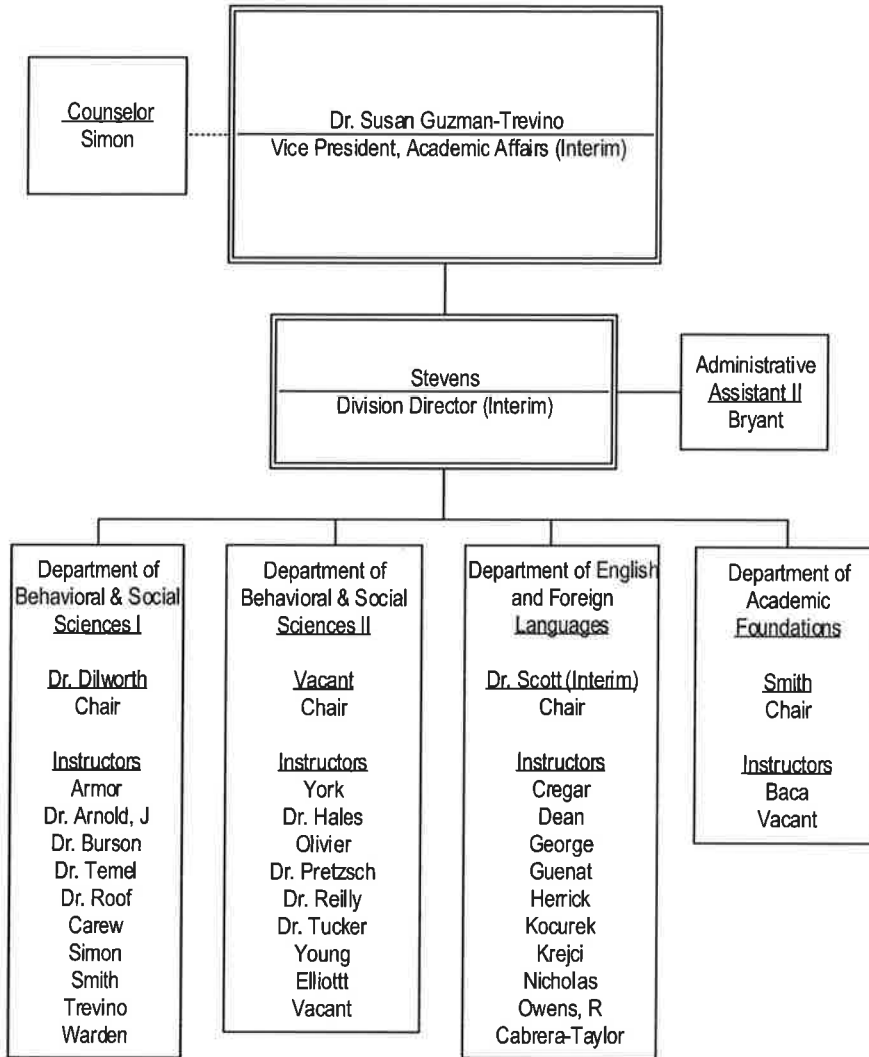 Counselor
Simon
Dr. Susan Guzman-Trevino
Vice President, Academic Affairs (Interim)
Stevens
Division Director (Interim)
Administrative
Assistant II
Bryant
Department of
Behavioral & Social
Sciences I
Dr. Dilworth
Chair
Instructors
Armor
Dr. Arnold, J
Dr. Burson
Dr. Temel
Dr. Roof
Carew
Simon
Smith
Trevino
Warden
Department of
Behavioral & Social
Sciences II
Vacant
Chair
Instructors
York
Dr. Hales
Olivier
Dr. Pretzsch
Dr. Reilly
Dr. Tucker
Young
Elliottt
Vacant
Department of English
and Foreign
Languages
Dr. Scott (Interim)
Chair
Instructors
Cregar
Dean
George
Guenat
Herrick
Kocurek
Krejci
Nicholas
Owens, R
Cabrera-Taylor
Department of
Academic
Foundations
Smith
Chair
Instructors
Baca
Vacant